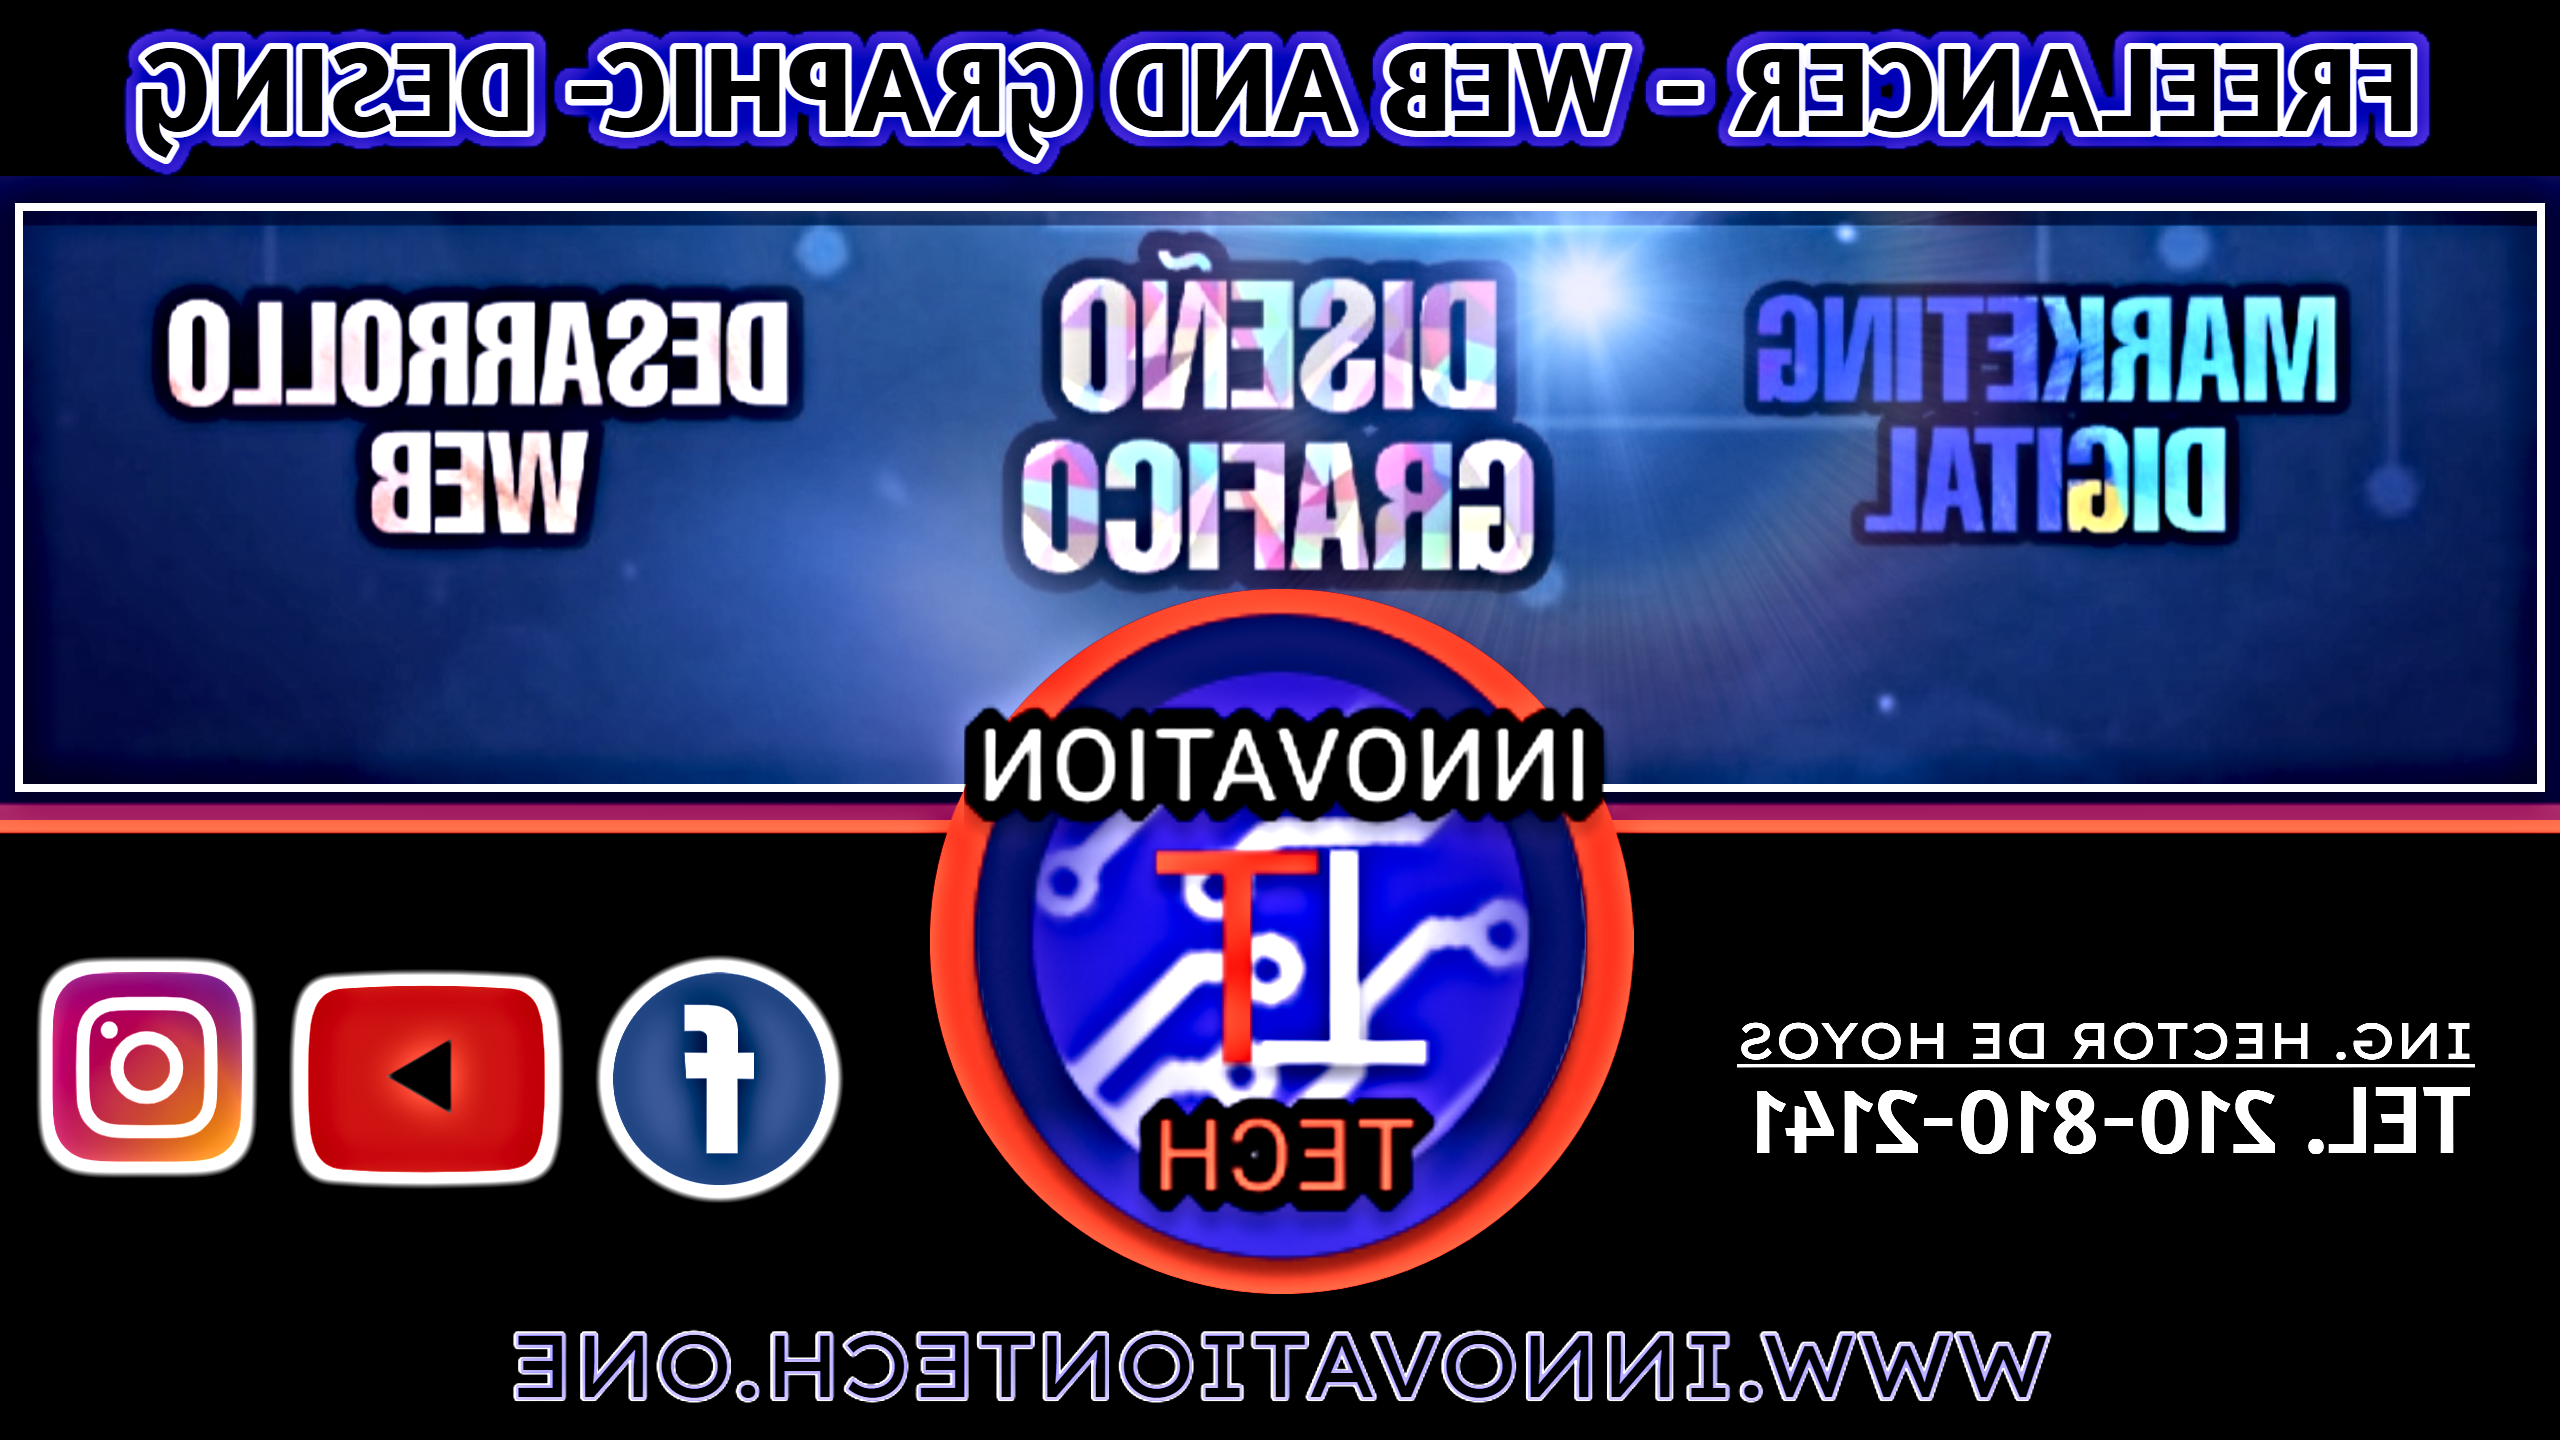 FREELANCER - WEB AND GRAPHIC- DESING
MARKETING
DIGITAL
DISEÑO
GRAFICO
DESARROLLO
WEB
INNOVATION
IT
TECH
ING. HECTOR DE HOYOS
TEL. 210-810-2141
WWW.INNOVATIONTECH.ONE